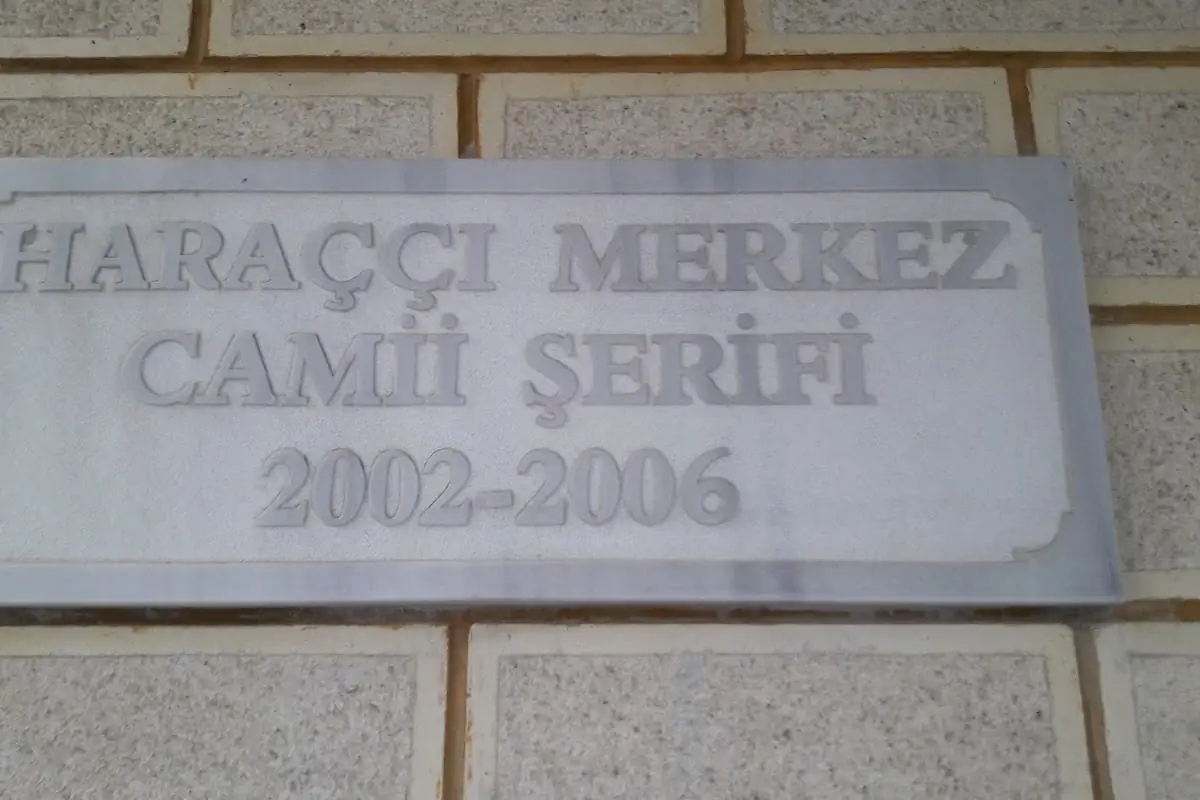 HARAÇÇI MERKEZ
CAMİİ ŞERİFİ
2002-2006